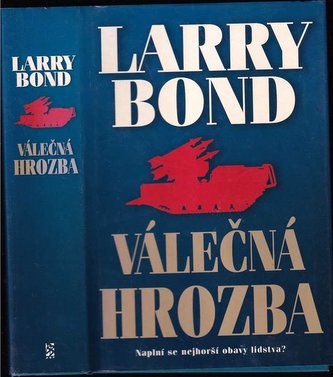 LARRY
BOND
VÁLEČNÁ
HROZBA
LARRY
BOND
VÁLEČNÁ
HROZBA
Naplní se nejhorší obavy lidstva?